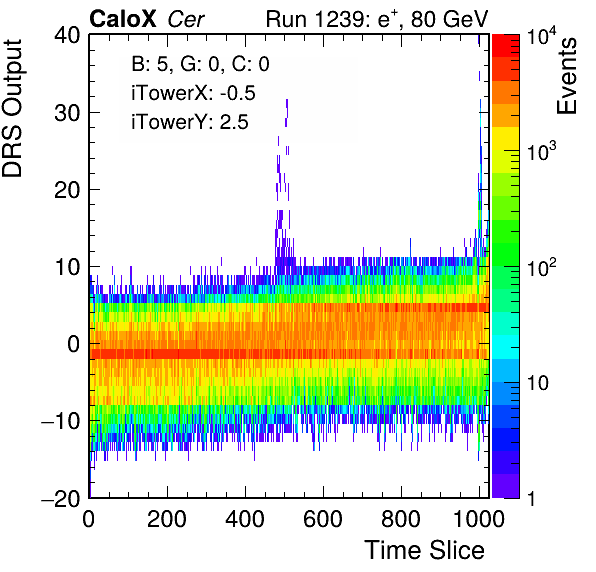 CaloX Cer Run 1239: e+, 80 GeV
DRS Output
Events
B: 5, G: 0, C: 0
iTowerX: -0.5
iTowerY: 2.5
40
30
20
10
0
−10
−20
0 200 400 600 800 1000
Time Slice
10^4
10^3
10^2
10
1